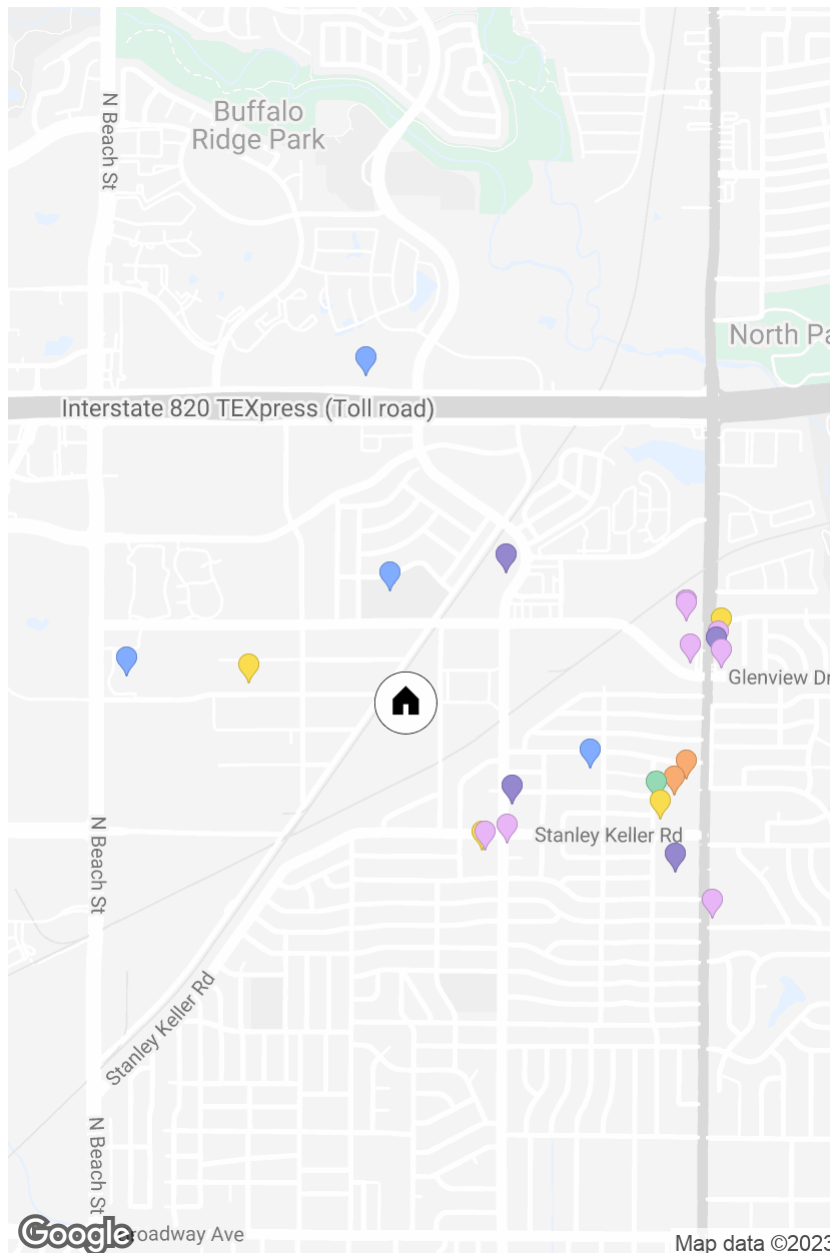 N Beach St
Buffalo
Ridge Park
North Pa
Interstate 820 TEXpress (Toll road)
Glenview Dr
N Beach St
Stanley Keller Rd
Stanley Keller Rd
N Beach St
Google
roadway Ave
Map data ©2023